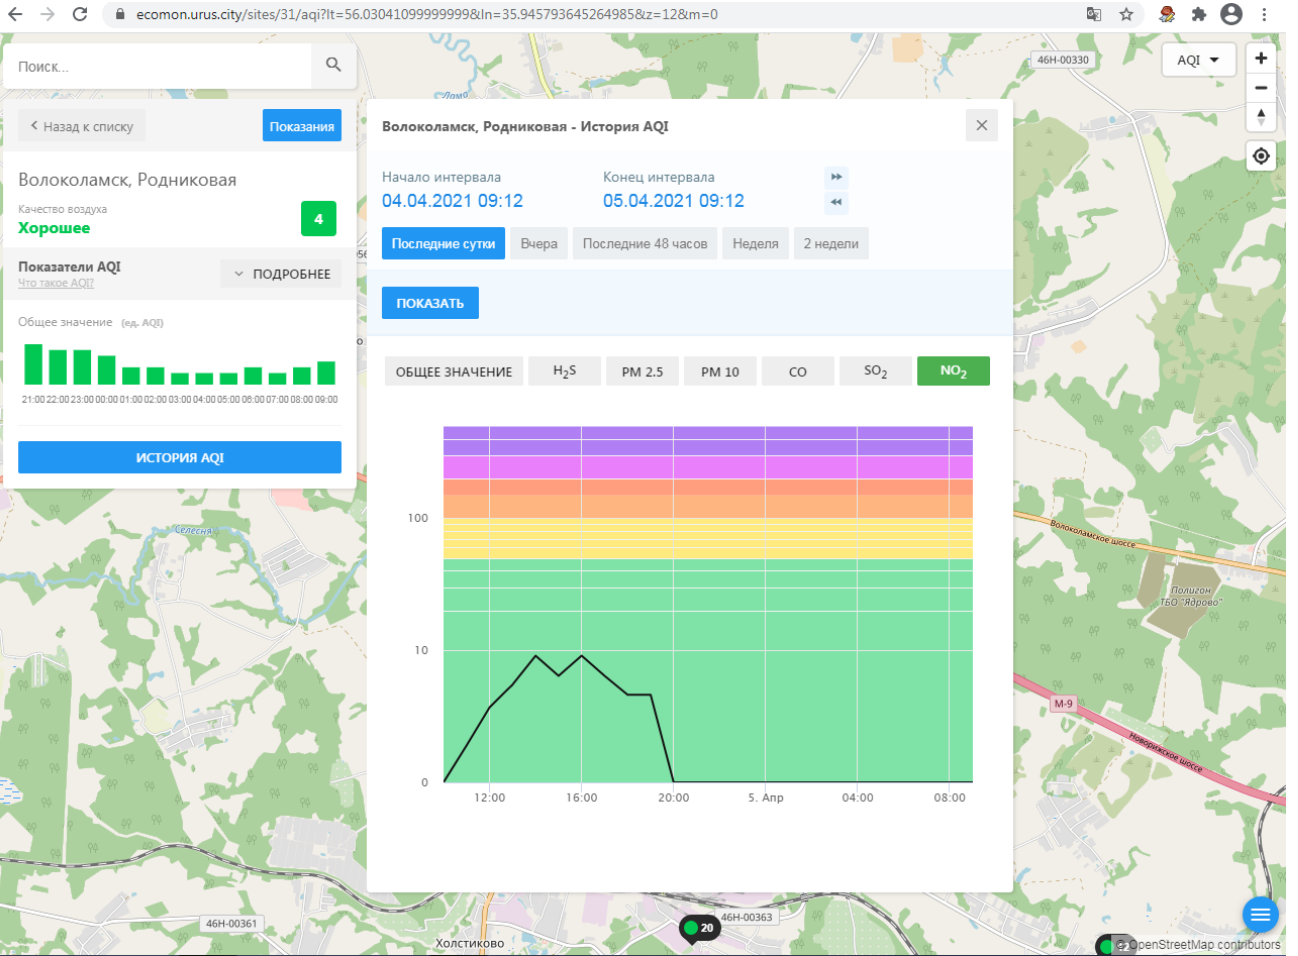 ecomon.urus.city/sites/31/aqi?lt=56.03041099999999&ln=35.945793645264985&z=12&m=0
Поиск...
Назад к списку
Показания
Волоколамск, Родниковая
Качество воздуха
Хорошее
4
Показатели AQI
Что такое AQI?
ПОДРОБНЕЕ
Общее значение (ед. AQI)
21:00 22:00 23:00 00:00 01:00 02:00 03:00 04:00 05:00 06:00 07:00 08:00 09:00
ИСТОРИЯ AQI
Волоколамск, Родниковая - История AQI
Начало интервала
04.04.2021 09:12
Конец интервала
05.04.2021 09:12
Последние сутки
Вчера
Последние 48 часов
Неделя
2 недели
ПОКАЗАТЬ
ОБЩЕЕ ЗНАЧЕНИЕ
H2S
PM 2.5
PM 10
CO
SO2
NO2
100
10
0
12:00 16:00 20:00 5. Апр 04:00 08:00
Лама
46Н-00330
AQI
Селесня
Волоколамское шоссе
Полигон
ТБО "Ядрово"
М-9
Новорижское шоссе
46Н-00361
46Н-00363
20
Холстиково
OpenStreetMap contributors